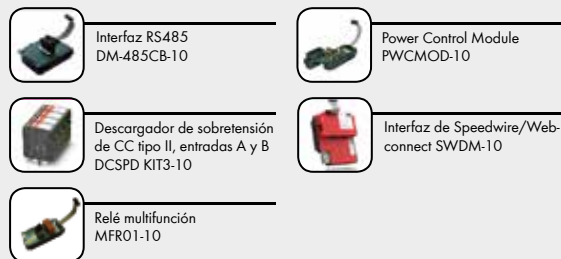 Interfaz RS485
DM-485CB-10
Power Control Module
PWCMOD-10
Descargador de sobretensión
de CC tipo II, entradas A y B
DCSPD KIT3-10
Interfaz de Speedwire/Web-
connect SWDM-10
Relé multifunción
MFR01-10